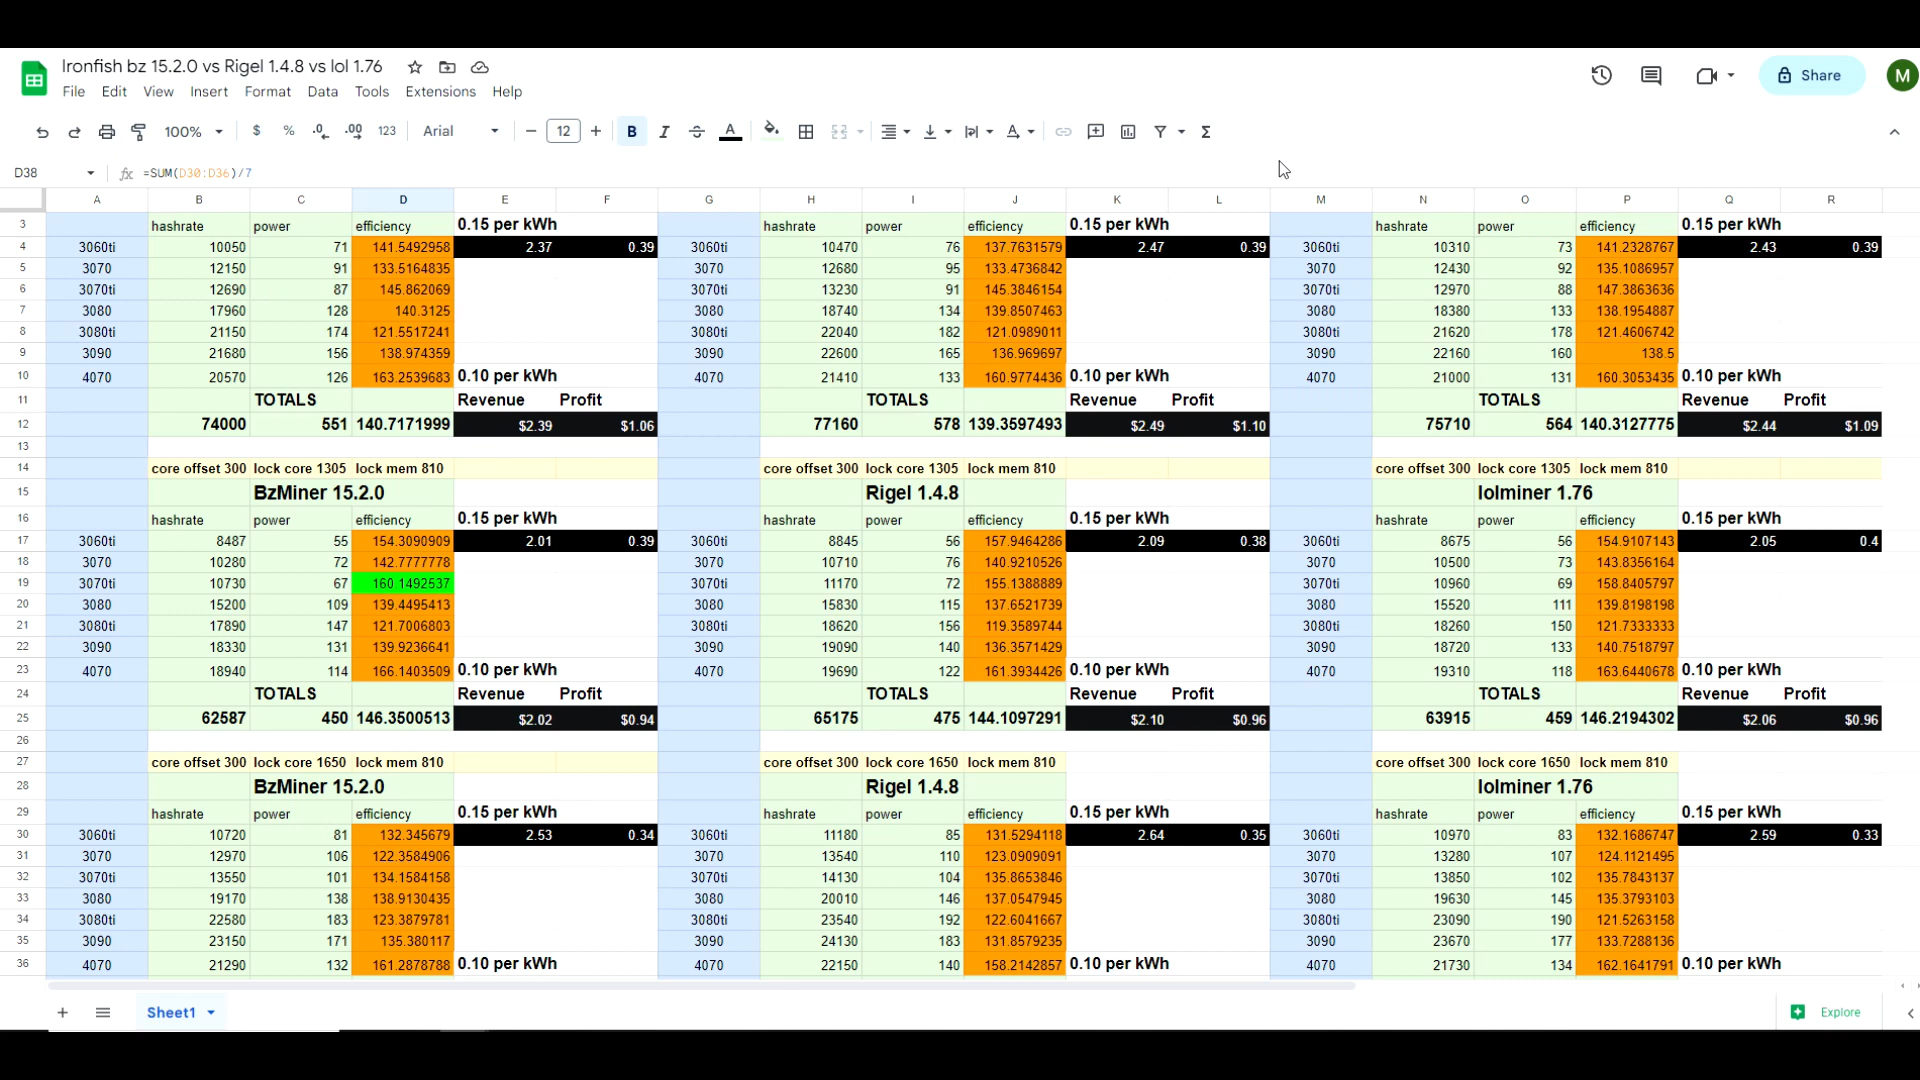 Ironfish bz 15.2.0 vs Rigel 1.4.8 vs lol 1.76
Share
M
File Edit View Insert Format Data Tools Extensions Help
100% $ % .0 .00 123 Arial 12 B I A
D38 fx =SUM(D30:D36)/7
A B C D E F G H I J K L M N O P Q R
3 hashrate power efficiency 0.15 per kWh hashrate power efficiency 0.15 per kWh hashrate power efficiency 0.15 per kWh
4 3060ti 10050 71 141.5492958 2.37 0.39 3060ti 10470 76 137.7631579 2.47 0.39 3060ti 10310 73 141.2328767 2.43 0.39
5 3070 12150 91 133.5164835 3070 12680 95 133.4736842 3070 12430 92 135.1086957
6 3070ti 12690 87 145.862069 3070ti 13230 91 145.3846154 3070ti 12970 88 147.3863636
7 3080 17960 128 140.3125 3080 18740 134 139.8507463 3080 18380 133 138.1954887
8 3080ti 21150 174 121.5517241 3080ti 22040 182 121.0989011 3080ti 21620 178 121.4606742
9 3090 21680 156 138.974359 3090 22600 165 136.969697 3090 22160 160 138.5
10 4070 20570 126 163.2539683 0.10 per kWh 4070 21410 133 160.9774436 0.10 per kWh 4070 21000 131 160.3053435 0.10 per kWh
11 TOTALS Revenue Profit TOTALS Revenue Profit TOTALS Revenue Profit
12 74000 551 140.7171999 $2.39 $1.06 77160 578 139.3597493 $2.49 $1.10 75710 564 140.3127775 $2.44 $1.09
13
14 core offset 300 lock core 1305 lock mem 810 core offset 300 lock core 1305 lock mem 810 core offset 300 lock core 1305 lock mem 810
15 BzMiner 15.2.0 Rigel 1.4.8 lolminer 1.76
16 hashrate power efficiency 0.15 per kWh hashrate power efficiency 0.15 per kWh hashrate power efficiency 0.15 per kWh
17 3060ti 8487 55 154.3090909 2.01 0.39 3060ti 8845 56 157.9464286 2.09 0.38 3060ti 8675 56 154.9107143 2.05 0.4
18 3070 10280 72 142.7777778 3070 10710 76 140.9210526 3070 10500 73 143.8356164
19 3070ti 10730 67 160.1492537 3070ti 11170 72 155.1388889 3070ti 10960 69 158.8405797
20 3080 15200 109 139.4495413 3080 15830 115 137.6521739 3080 15520 111 139.8198198
21 3080ti 17890 147 121.7006803 3080ti 18620 156 119.3589744 3080ti 18260 150 121.7333333
22 3090 18330 131 139.9236641 3090 19090 140 136.3571429 3090 18720 133 140.7518797
23 4070 18940 114 166.1403509 0.10 per kWh 4070 19690 122 161.3934426 0.10 per kWh 4070 19310 118 163.6440678 0.10 per kWh
24 TOTALS Revenue Profit TOTALS Revenue Profit TOTALS Revenue Profit
25 62587 450 146.3500513 $2.02 $0.94 65175 475 144.1097291 $2.10 $0.96 63915 459 146.2194302 $2.06 $0.96
26
27 core offset 300 lock core 1650 lock mem 810 core offset 300 lock core 1650 lock mem 810 core offset 300 lock core 1650 lock mem 810
28 BzMiner 15.2.0 Rigel 1.4.8 lolminer 1.76
29 hashrate power efficiency 0.15 per kWh hashrate power efficiency 0.15 per kWh hashrate power efficiency 0.15 per kWh
30 3060ti 10720 81 132.345679 2.53 0.34 3060ti 11180 85 131.5294118 2.64 0.35 3060ti 10970 83 132.1686747 2.59 0.33
31 3070 12970 106 122.3584906 3070 13540 110 123.0909091 3070 13280 107 124.1121495
32 3070ti 13550 101 134.1584158 3070ti 14130 104 135.8653846 3070ti 13850 102 135.7843137
33 3080 19170 138 138.9130435 3080 20010 146 137.0547945 3080 19630 145 135.3793103
34 3080ti 22580 183 123.3879781 3080ti 23540 192 122.6041667 3080ti 23090 190 121.5263158
35 3090 23150 171 135.380117 3090 24130 183 131.8579235 3090 23670 177 133.7288136
36 4070 21290 132 161.2878788 0.10 per kWh 4070 22150 140 158.2142857 0.10 per kWh 4070 21730 134 162.1641791 0.10 per kWh
Sheet1
Explore